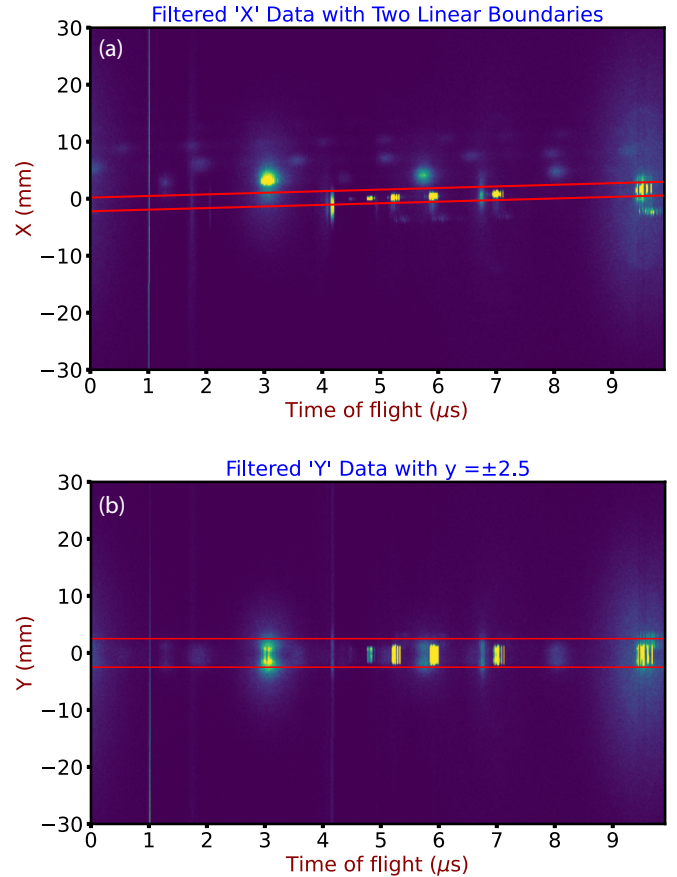 Filtered 'X' Data with Two Linear Boundaries
(a)
30
20
10
0
−10
−20
−30
X (mm)
0 1 2 3 4 5 6 7 8 9
Time of flight (μs)
Filtered 'Y' Data with y =±2.5
(b)
30
20
10
0
−10
−20
−30
Y (mm)
0 1 2 3 4 5 6 7 8 9
Time of flight (μs)